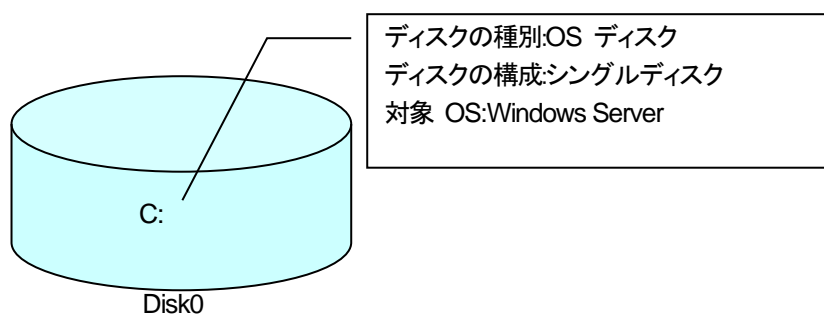 ディスクの種別:OS ディスク
ディスクの構成:シングルディスク
対象 OS:Windows Server
C:
Disk0